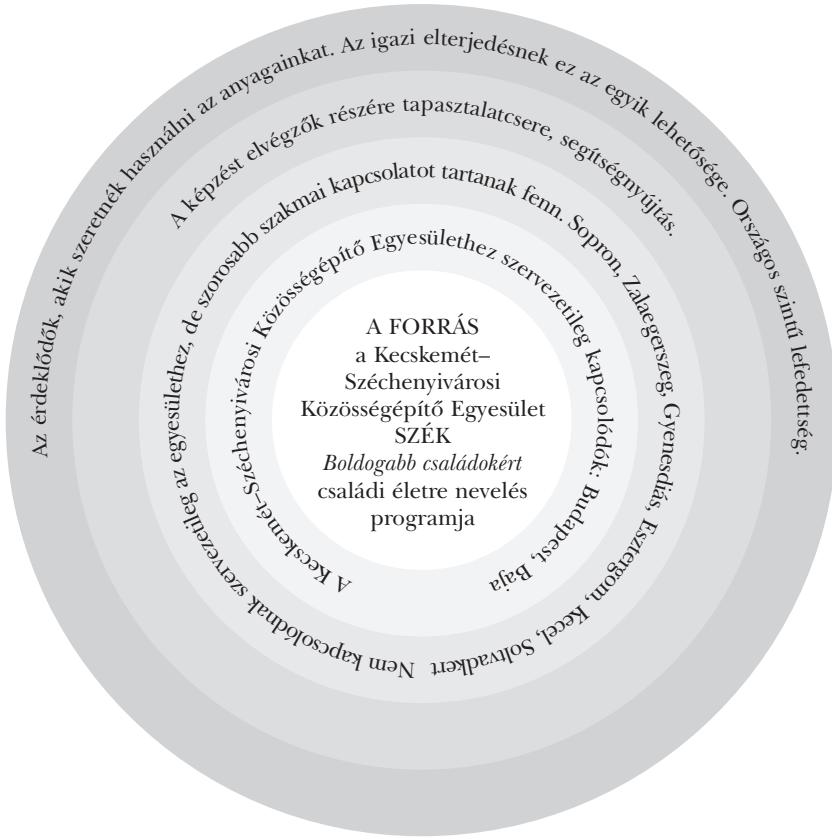 Az érdeklődők, akik szeretnék használni az anyagainkat. Az igazi elterjedésnek ez az egyik lehetősége. Országos szintű lefedettség.
A képzést elvégzők részére tapasztalatcsere, segítségnyújtás.
Nem kapcsolódnak szervezetileg az egyesülethez, de szorosabb szakmai kapcsolatot tartanak fenn. Sopron, Zalaegerszeg, Gyenesdiás, Esztergom, Kecel, Soltvadkert
A Kecskemét–Széchenyivárosi Közösségépítő Egyesülethez szervezetileg kapcsolódók: Budapest, Baja
A FORRÁS
a Kecskemét–
Széchenyivárosi
Közösségépítő Egyesület
SZÉK
Boldogabb családokért
családi életre nevelés
programja